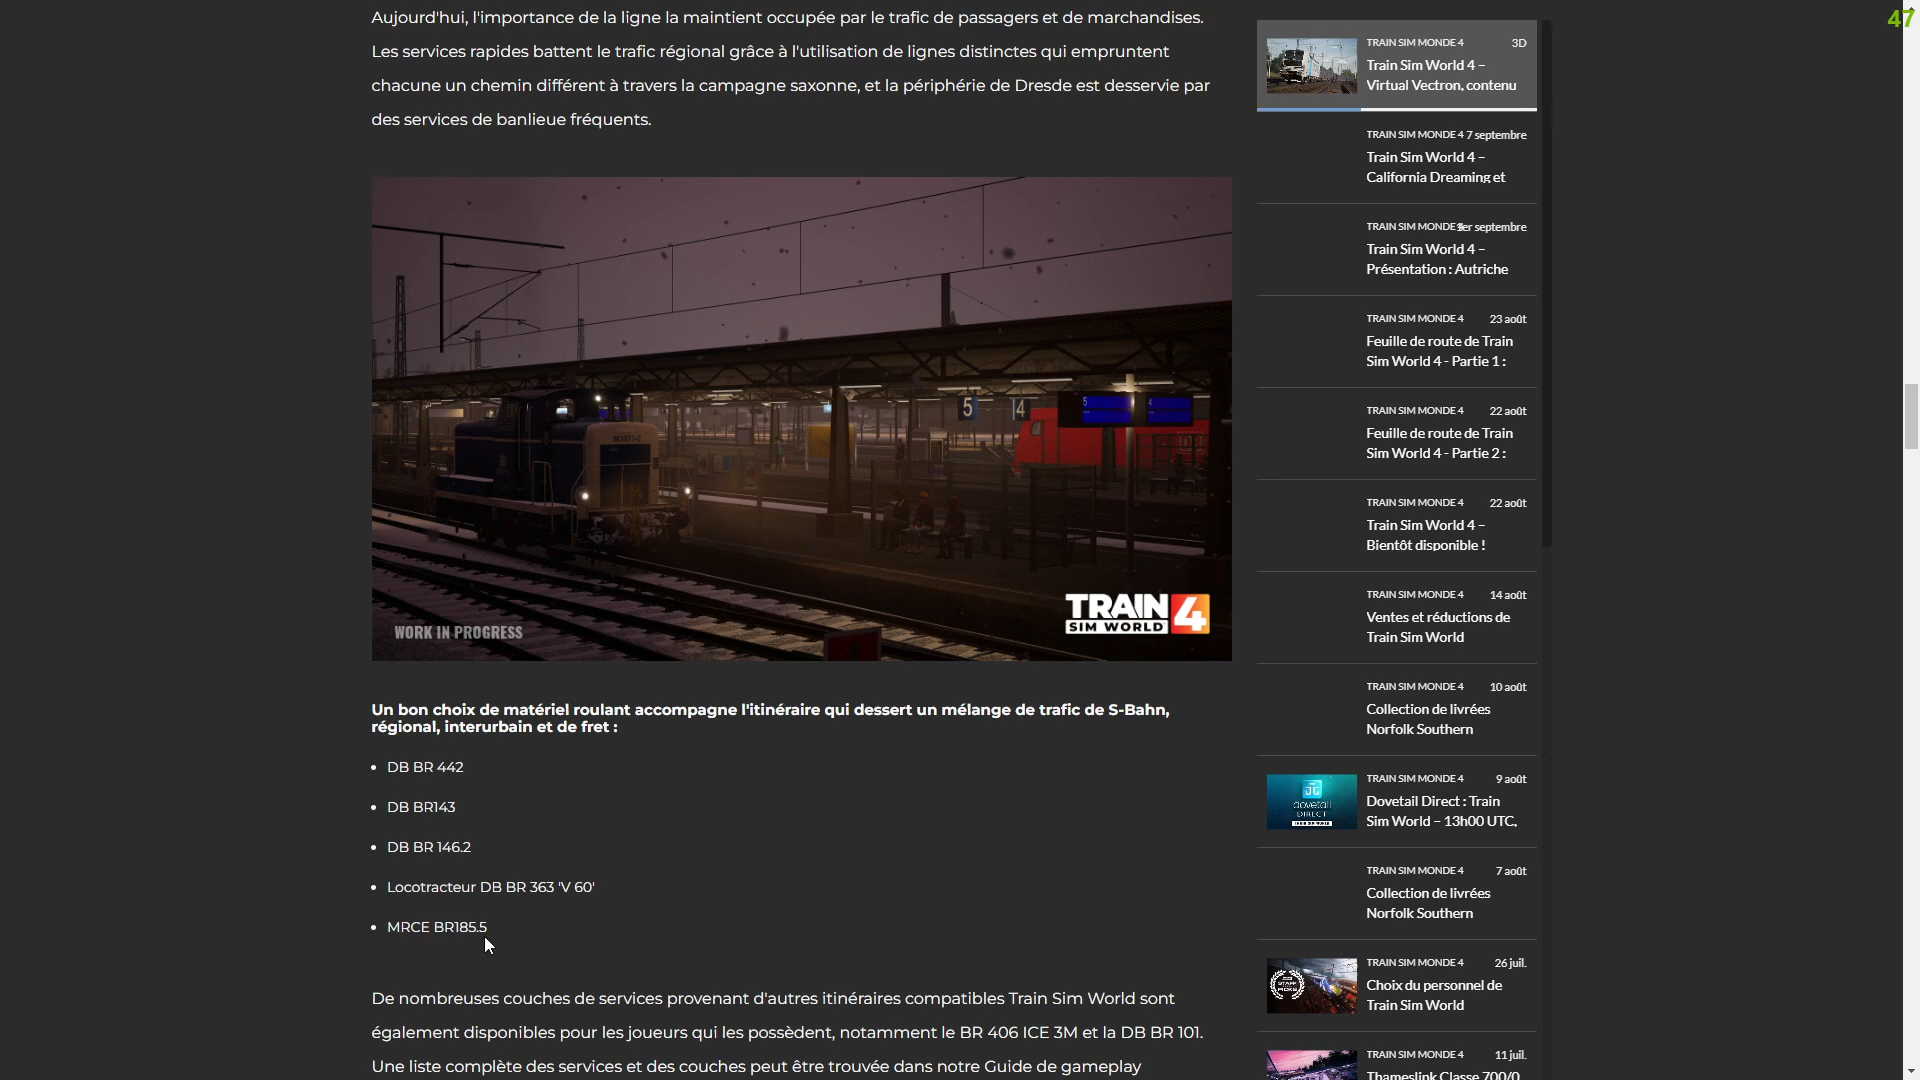 47
Aujourd'hui, l'importance de la ligne la maintient occupée par le trafic de passagers et de marchandises.
Les services rapides battent le trafic régional grâce à l'utilisation de lignes distinctes qui empruntent
chacune un chemin différent à travers la campagne saxonne, et la périphérie de Dresde est desservie par
des services de banlieue fréquents.
5
4
5
4
WORK IN PROGRESS
TRAIN
SIM WORLD
4
Un bon choix de matériel roulant accompagne l'itinéraire qui dessert un mélange de trafic de S-Bahn,
régional, interurbain et de fret :
DB BR 442
DB BR143
DB BR 146.2
Locotracteur DB BR 363 'V 60'
MRCE BR185.5
De nombreuses couches de services provenant d'autres itinéraires compatibles Train Sim World sont
également disponibles pour les joueurs qui les possèdent, notamment le BR 406 ICE 3M et la DB BR 101.
Une liste complète des services et des couches peut être trouvée dans notre Guide de gameplay
TRAIN SIM MONDE 4 3D
Train Sim World 4 –
Virtual Vectron, contenu
TRAIN SIM MONDE 4 7 septembre
Train Sim World 4 –
California Dreaming et
TRAIN SIM MONDE 1er septembre
Train Sim World 4 –
Présentation : Autriche
TRAIN SIM MONDE 4 23 août
Feuille de route de Train
Sim World 4 - Partie 1 :
TRAIN SIM MONDE 4 22 août
Feuille de route de Train
Sim World 4 - Partie 2 :
TRAIN SIM MONDE 4 22 août
Train Sim World 4 –
Bientôt disponible !
TRAIN SIM MONDE 4 14 août
Ventes et réductions de
Train Sim World
TRAIN SIM MONDE 4 10 août
Collection de livrées
Norfolk Southern
dovetail
DIRECT
TRAIN SIM MONDE 4 9 août
Dovetail Direct : Train
Sim World – 13h00 UTC,
TRAIN SIM MONDE 4 7 août
Collection de livrées
Norfolk Southern
STAFF
PICKS
TRAIN SIM MONDE 4 26 juil.
Choix du personnel de
Train Sim World
TRAIN SIM MONDE 4 11 juil.
Thameslink Classe 700/0